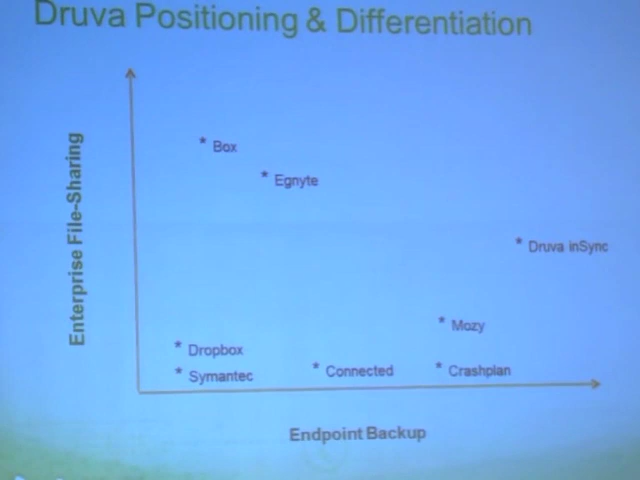 Druva Positioning & Differentiation
Enterprise File-Sharing
* Box
* Egnyte
* Druva inSync
* Mozy
* Dropbox
* Symantec
* Connected
* Crashplan
Endpoint Backup